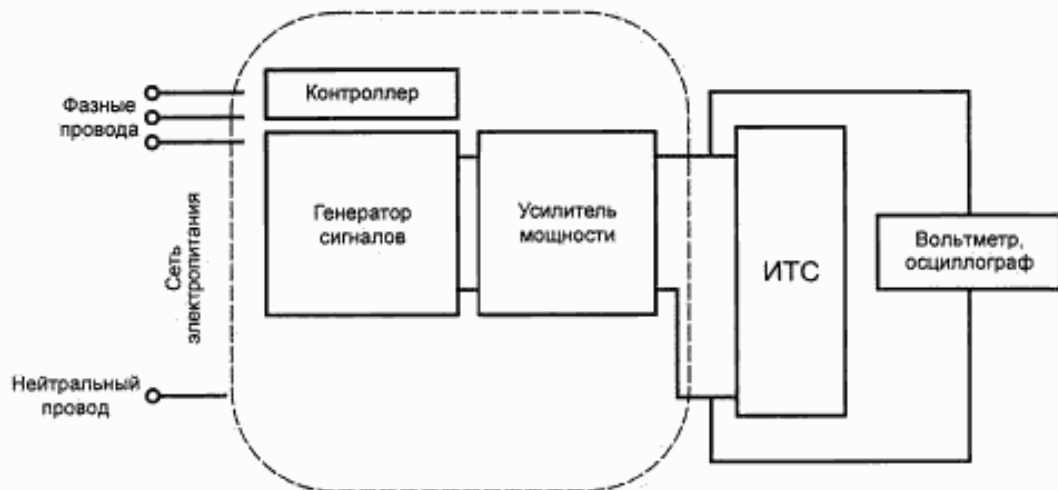 Фазные
провода
Контроллер
Генератор
сигналов
Усилитель
мощности
ИТС
Вольтметр,
осциллограф
Сеть
электропитания
Нейтральный
провод